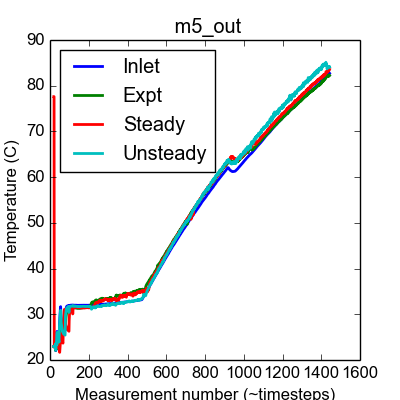 m5_out
90
80
70
60
50
40
30
20
Temperature (C)
Inlet
Expt
Steady
Unsteady
0 200 400 600 800 1000 1200 1400 1600
Measurement number (~timesteps)